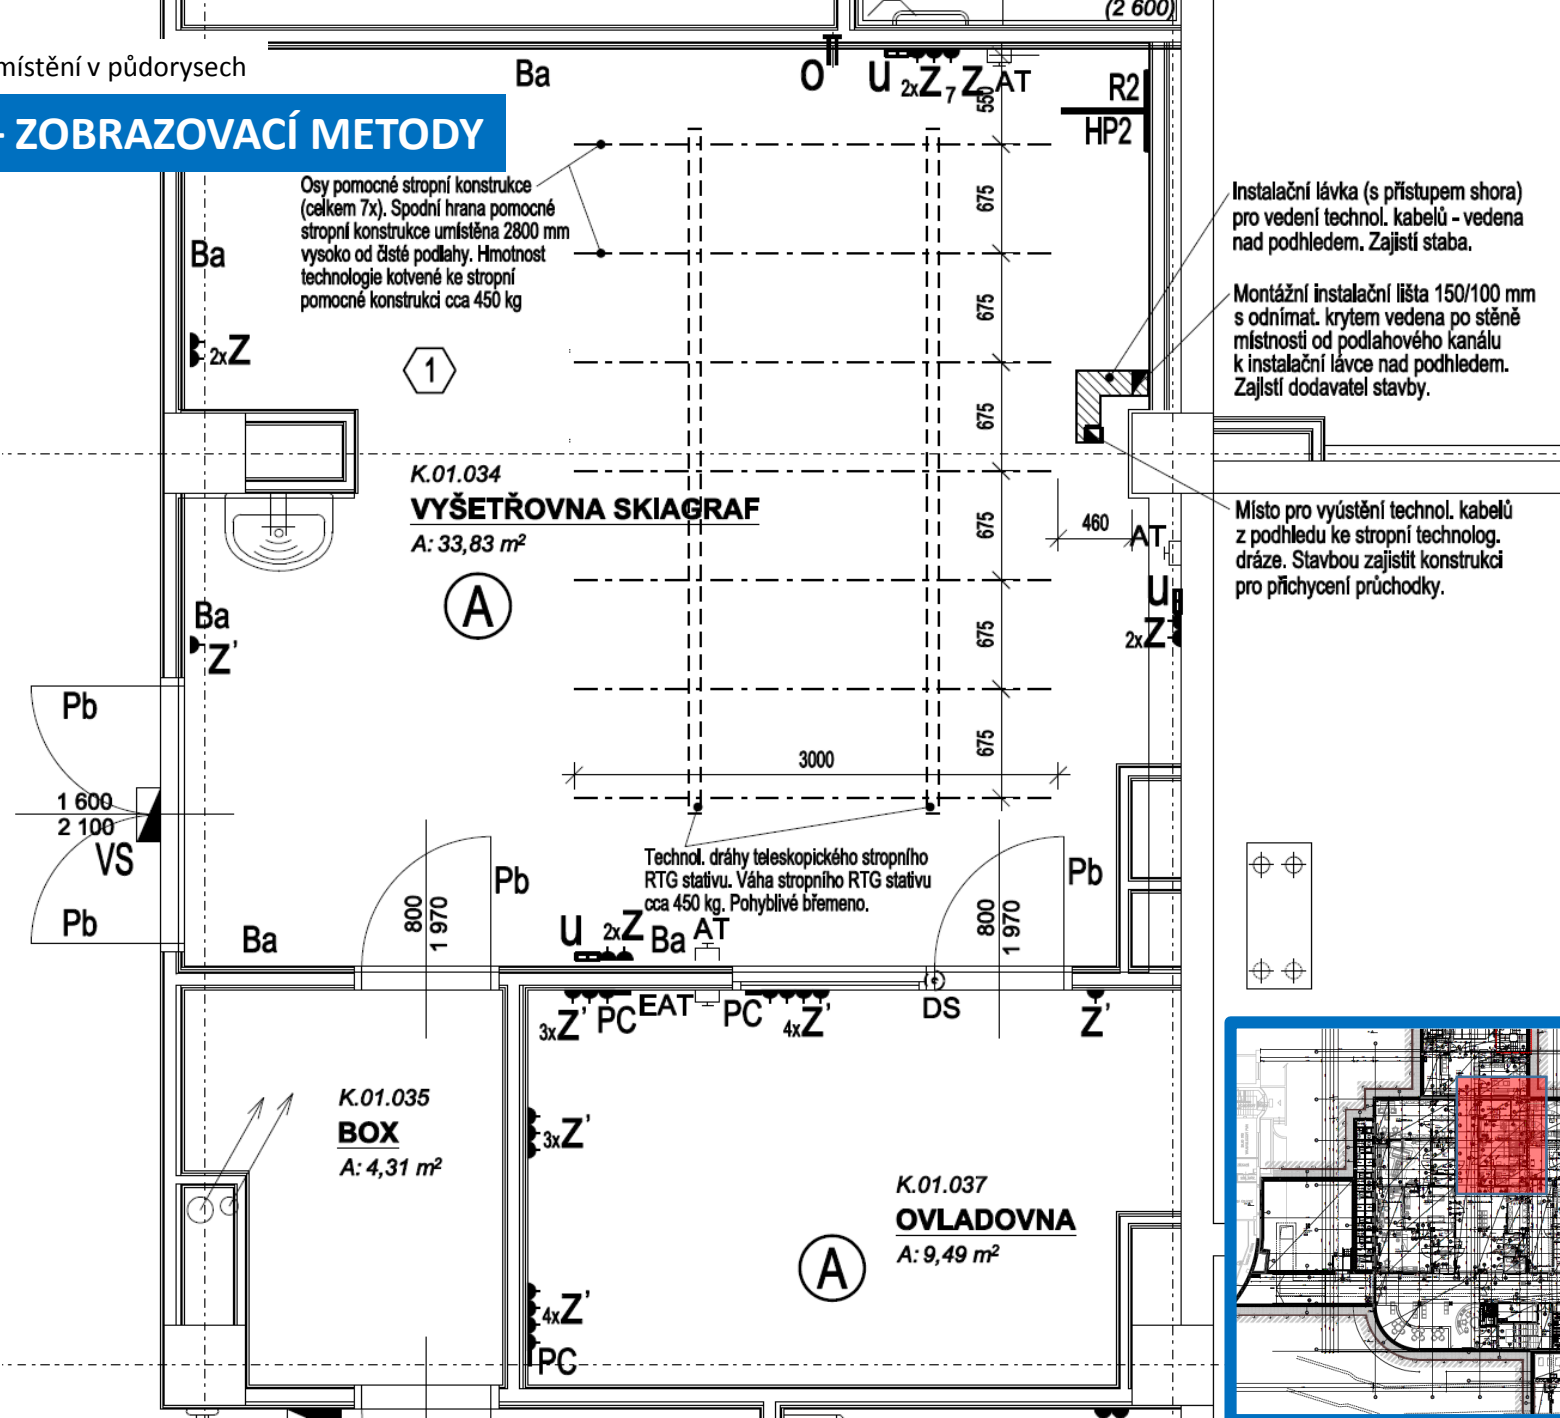 (2 600)
místění v půdorysech
- ZOBRAZOVACÍ METODY
Ba
O
U 2xZ 7 Z AT
550
R2
HP2
Osy pomocné stropní konstrukce
(celkem 7x). Spodní hrana pomocné
stropní konstrukce umístěna 2800 mm
vysoko od čisté podlahy. Hmotnost
technologie kotvené ke stropní
pomocné konstrukci cca 450 kg
Instalační lávka (s přístupem shora)
pro vedení technol. kabelů - vedena
nad podhledem. Zajistí staba.
Montážní instalační lišta 150/100 mm
s odnímat. krytem vedena po stěně
místnosti od podlahového kanálu
k instalační lávce nad podhledem.
Zajistí dodavatel stavby.
Místo pro vyústění technol. kabelů
z podhledu ke stropní technolog.
dráze. Stavbou zajistit konstrukci
pro přichycení průchodky.
Ba
2xZ
1
675
675
675
675
675
675
K.01.034
VYŠETŘOVNA SKIAGRAF
A: 33,83 m²
A
460
AT
U
2xZ
Ba
Z'
Pb
1 600
2 100
VS
Pb
3000
Technol. dráhy teleskopického stropního
RTG stativu. Váha stropního RTG stativu
cca 450 kg. Pohyblivé břemeno.
Ba
800
1 970
Pb
U 2xZ Ba AT
800
1 970
Pb
3xZ' PC EAT PC 4xZ'
DS
Z'
K.01.035
BOX
A: 4,31 m²
3xZ'
K.01.037
OVLADOVNA
A: 9,49 m²
A
4xZ'
PC